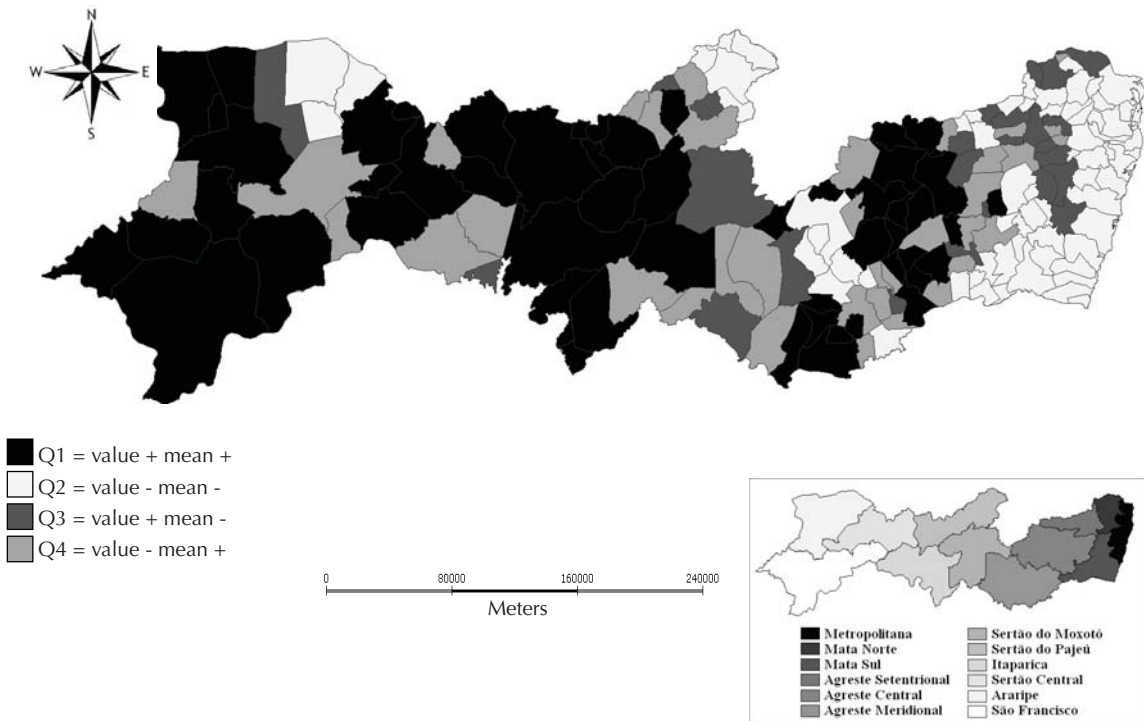 N
W E
S
Q1 = value + mean +
Q2 = value - mean -
Q3 = value + mean -
Q4 = value - mean +
0 80000 160000 240000
Meters
Metropolitana
Mata Norte
Mata Sul
Agreste Setentrional
Agreste Central
Agreste Meridional
Sertão do Moxotó
Sertão do Pajeú
Itaparica
Sertão Central
Araripe
São Francisco